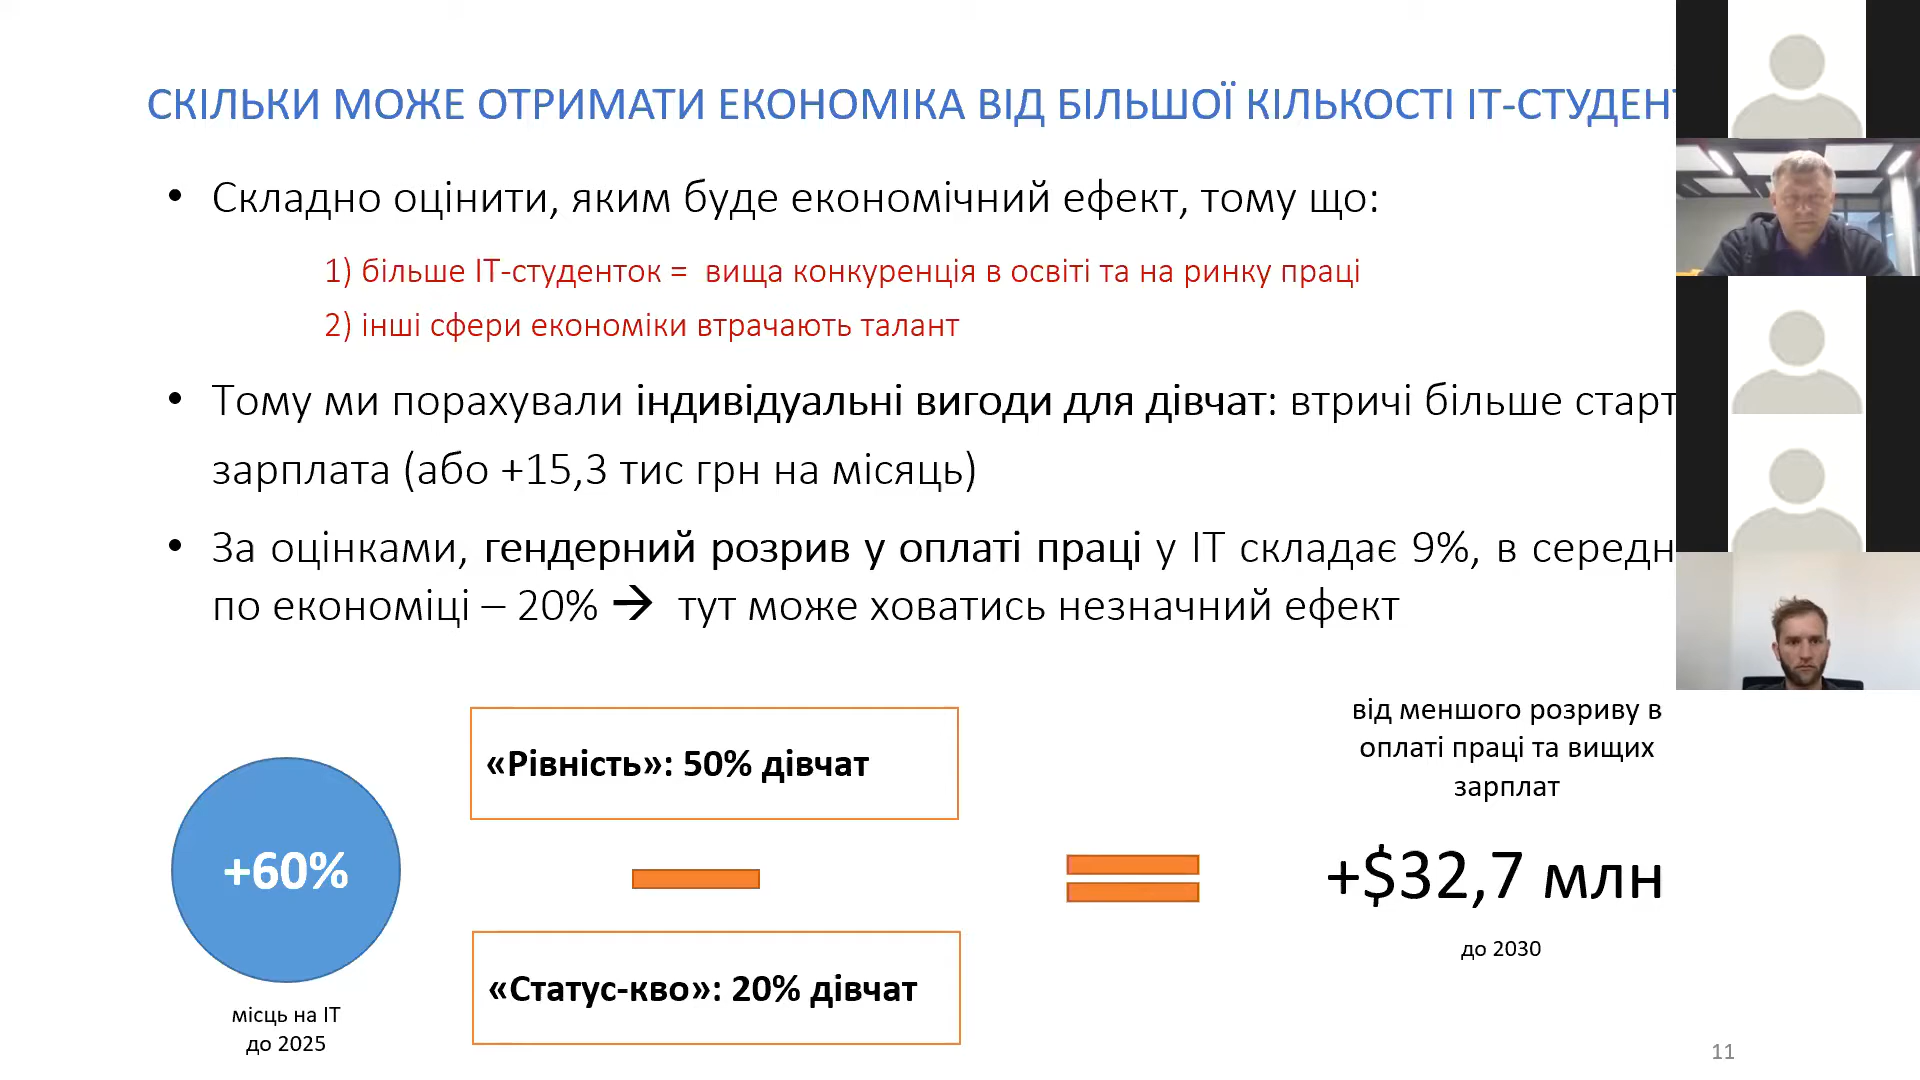 СКІЛЬКИ МОЖЕ ОТРИМАТИ ЕКОНОМІКА ВІД БІЛЬШОЇ КІЛЬКОСТІ ІТ-СТУДЕН
• Складно оцінити, яким буде економічний ефект, тому що:
1) більше ІТ-студенток = вища конкуренція в освіті та на ринку праці
2) інші сфери економіки втрачають талант
• Тому ми порахували індивідуальні вигоди для дівчат: втричі більше старт
зарплата (або +15,3 тис грн на місяць)
• За оцінками, гендерний розрив у оплаті праці у ІТ складає 9%, в середн
по економіці – 20% → тут може ховатись незначний ефект
«Рівність»: 50% дівчат
+60%
місць на ІТ
до 2025
«Статус-кво»: 20% дівчат
від меншого розриву в
оплаті праці та вищих
зарплат
+$32,7 млн
до 2030
11